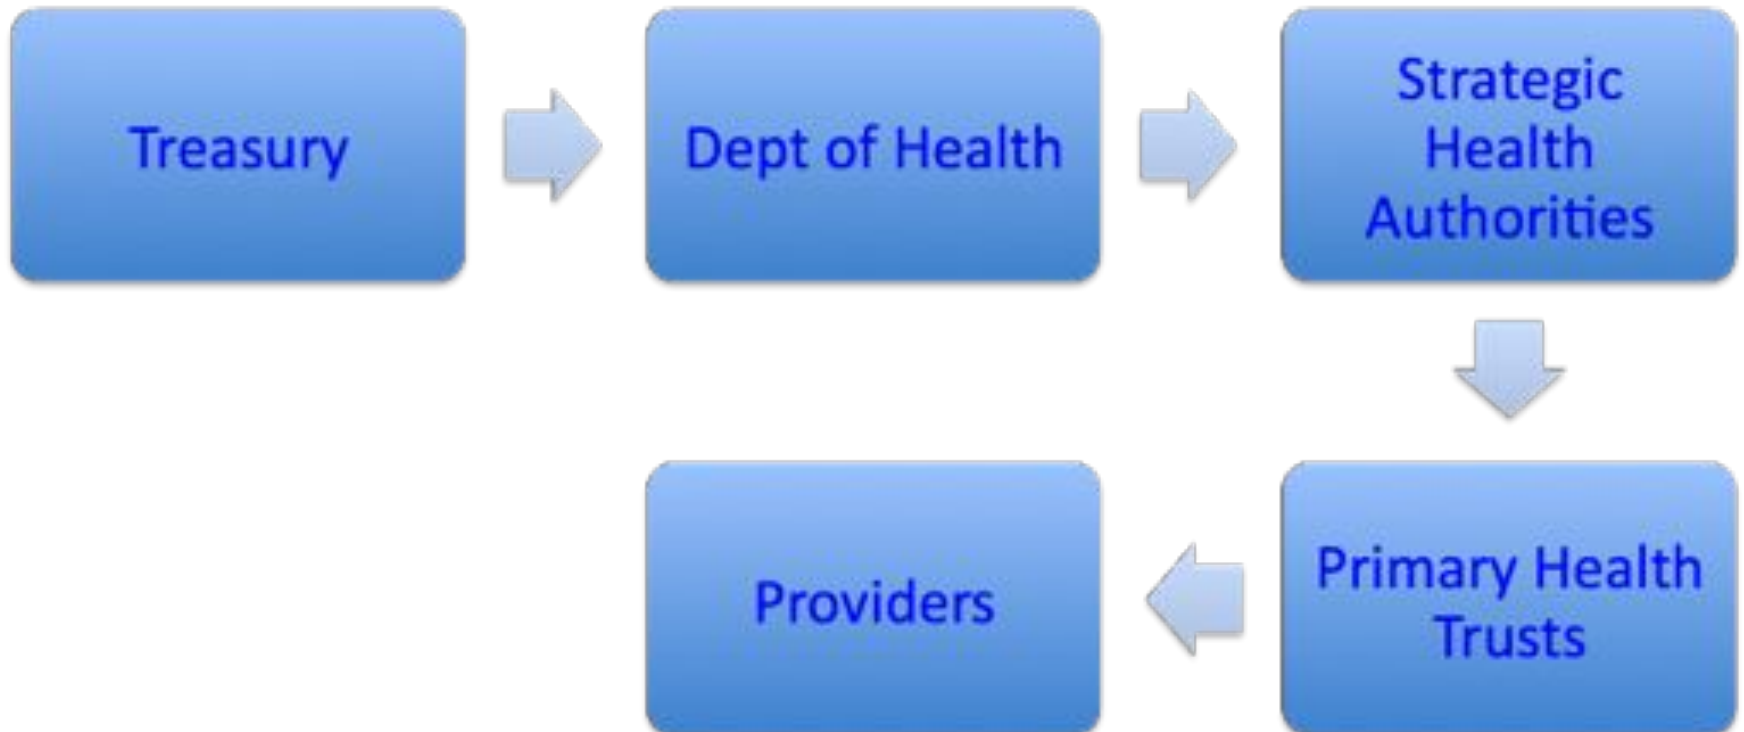 Treasury
Dept of Health
Strategic
Health
Authorities
Primary Health
Trusts
Providers